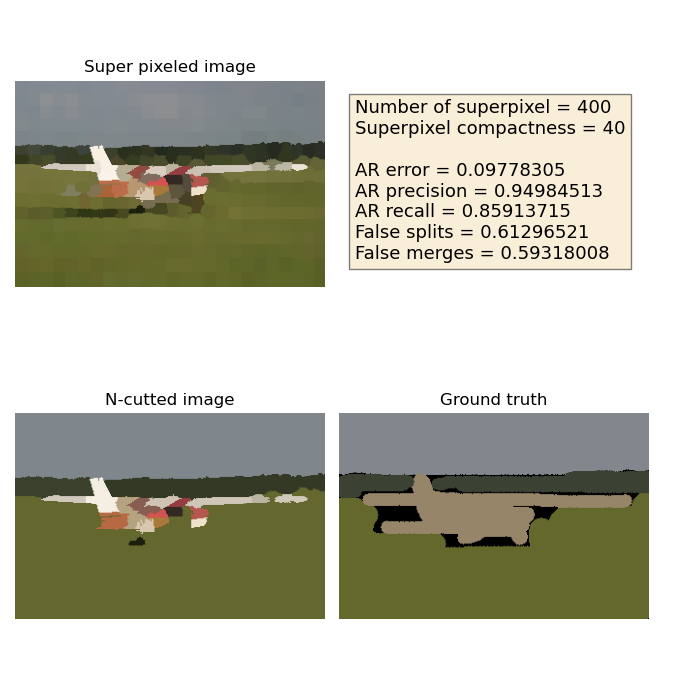 Super pixeled image
Number of superpixel = 400
Superpixel compactness = 40
AR error = 0.09778305
AR precision = 0.94984513
AR recall = 0.85913715
False splits = 0.61296521
False merges = 0.59318008
N-cutted image
Ground truth